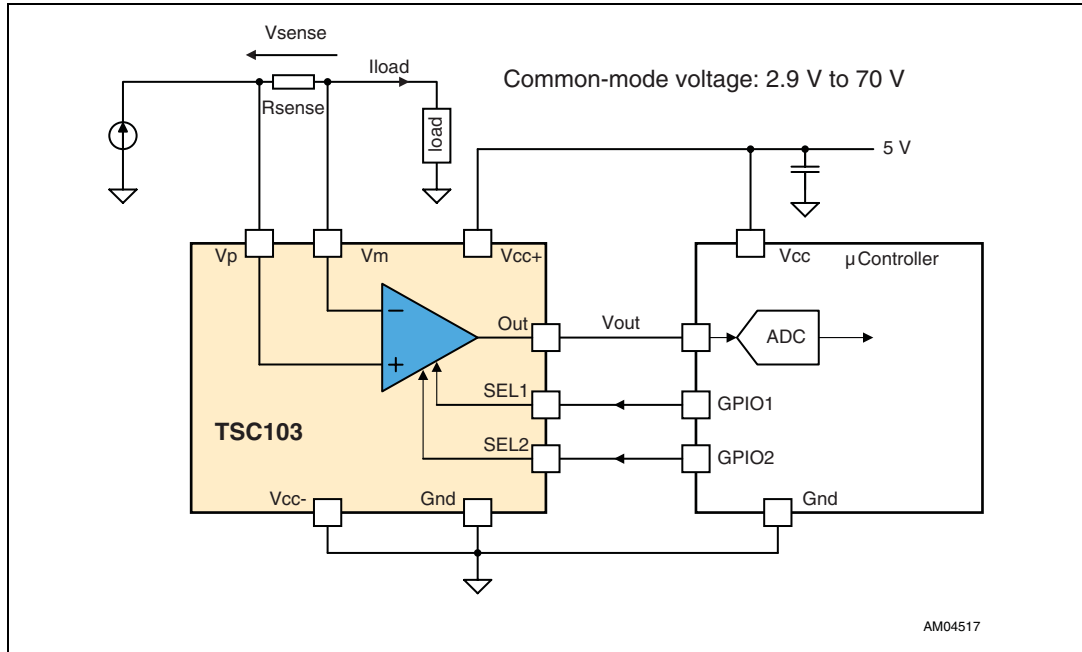 Vsense
Iload
Common-mode voltage: 2.9 V to 70 V
Rsense
load
5 V
Vp
Vm
Vcc+
Vcc
µController
−
+
Out
Vout
ADC
SEL1
GPIO1
TSC103
SEL2
GPIO2
Vcc-
Gnd
Gnd
AM04517